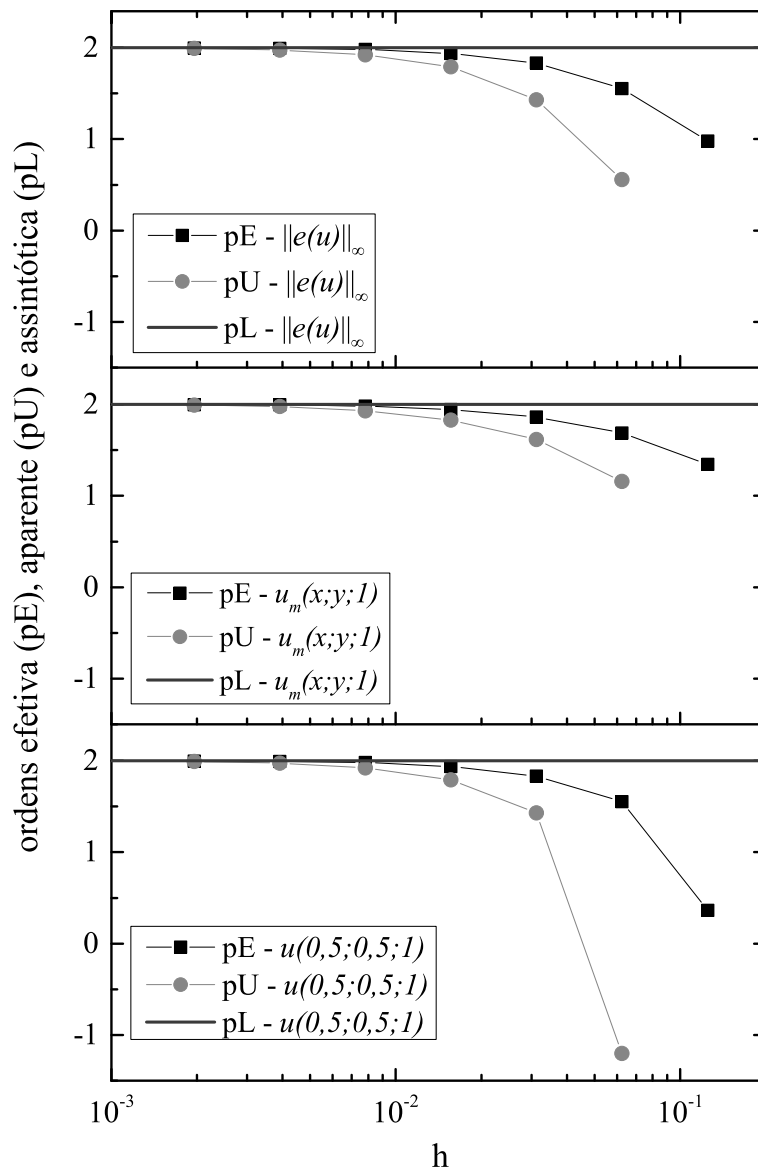 ordens efetiva (pE), aparente (pU) e assintótica (pL)
2
1
0
-1
pE - ||e(u)||∞
pU - ||e(u)||∞
pL - ||e(u)||∞
2
1
0
-1
pE - u_m(x;y;1)
pU - u_m(x;y;1)
pL - u_m(x;y;1)
2
1
0
-1
pE - u(0,5;0,5;1)
pU - u(0,5;0,5;1)
pL - u(0,5;0,5;1)
10⁻³ 10⁻² 10⁻¹
h